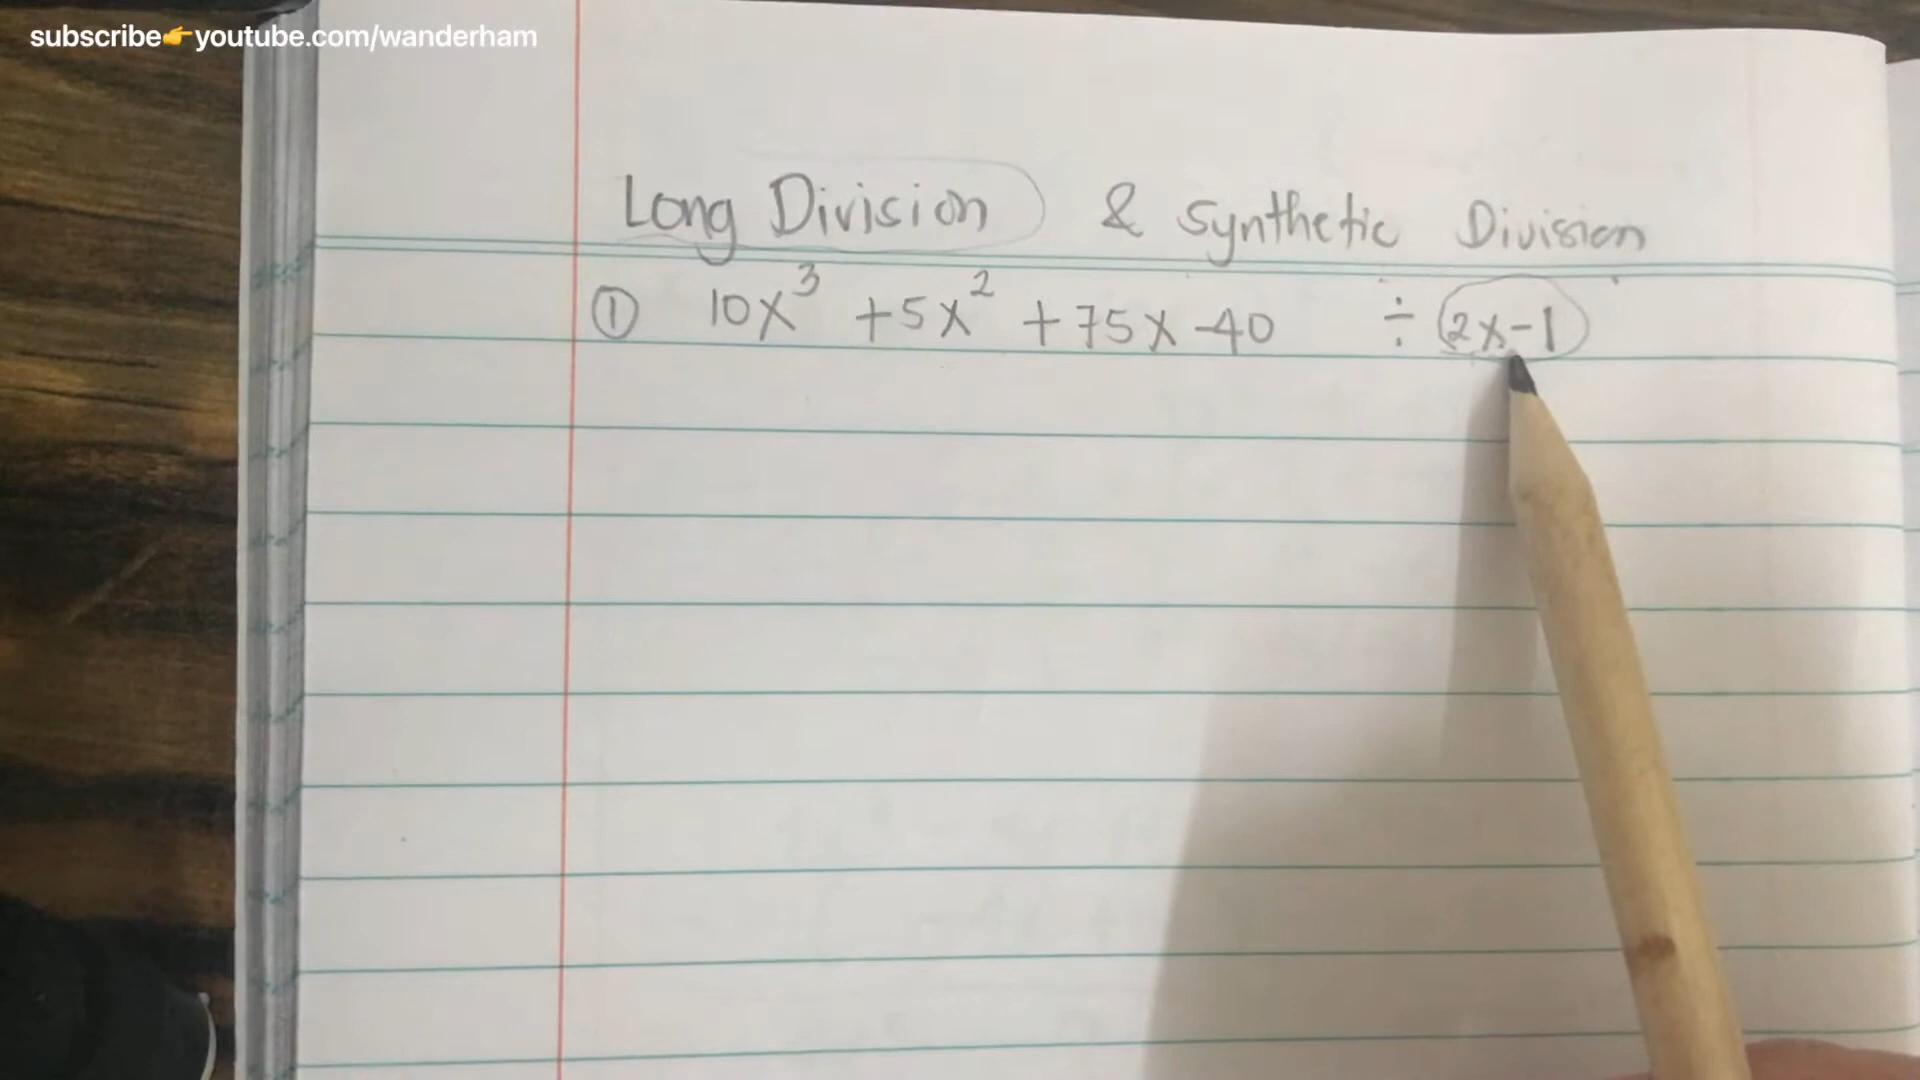 subscribe👉youtube.com/wanderham
Long Division & Synthetic Division
① 10x³ +5x² +75x -40 ÷ (2x-1)